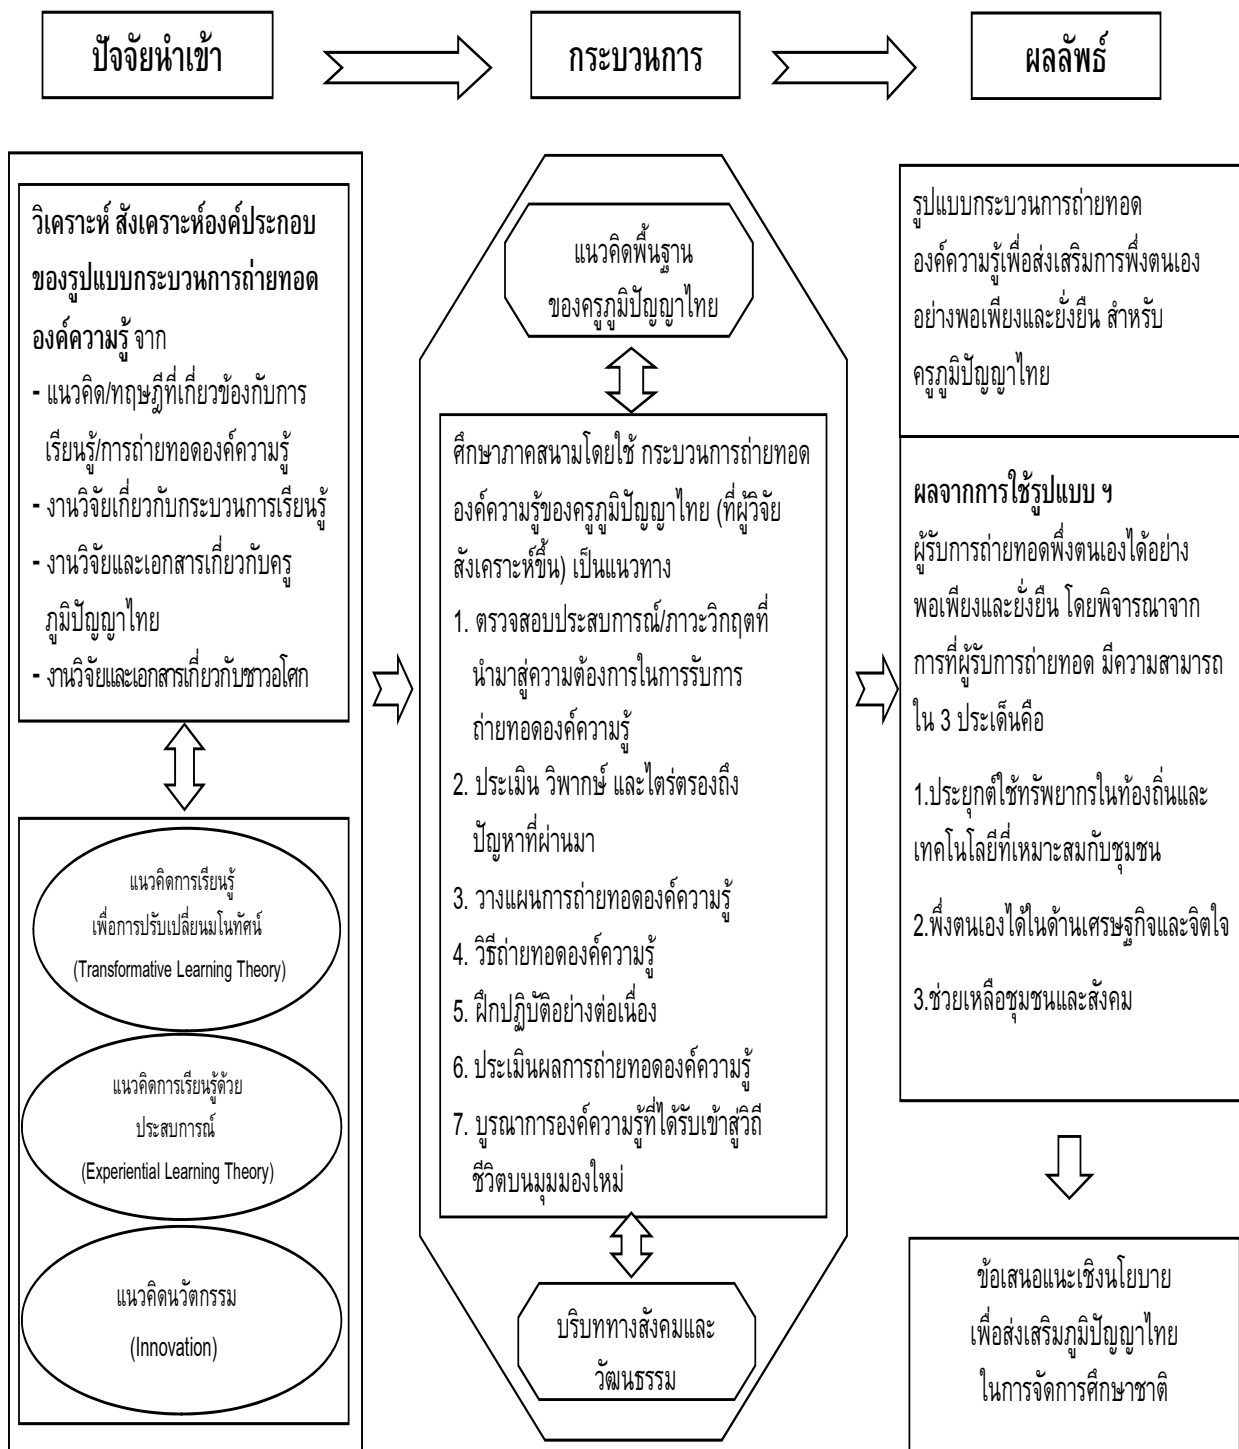 ปัจจัยนำเข้า
กระบวนการ
ผลลัพธ์
วิเคราะห์ สังเคราะห์องค์ประกอบ
ของรูปแบบกระบวนการถ่ายทอด
องค์ความรู้ จาก
- แนวคิด/ทฤษฎีที่เกี่ยวข้องกับการ
เรียนรู้/การถ่ายทอดองค์ความรู้
- งานวิจัยเกี่ยวกับกระบวนการเรียนรู้
- งานวิจัยและเอกสารเกี่ยวกับครู
ภูมิปัญญาไทย
- งานวิจัยและเอกสารเกี่ยวกับชาวอโศก
แนวคิดการเรียนรู้
เพื่อการปรับเปลี่ยนมโนทัศน์
(Transformative Learning Theory)
แนวคิดการเรียนรู้ด้วย
ประสบการณ์
(Experiential Learning Theory)
แนวคิดนวัตกรรม
(Innovation)
แนวคิดพื้นฐาน
ของครูภูมิปัญญาไทย
ศึกษาภาคสนามโดยใช้ กระบวนการถ่ายทอด
องค์ความรู้ของครูภูมิปัญญาไทย (ที่ผู้วิจัย
สังเคราะห์ขึ้น) เป็นแนวทาง
1. ตรวจสอบประสบการณ์/ภาวะวิกฤตที่
นำมาสู่ความต้องการในการรับการ
ถ่ายทอดองค์ความรู้
2. ประเมิน วิพากษ์ และไตร่ตรองถึง
ปัญหาที่ผ่านมา
3. วางแผนการถ่ายทอดองค์ความรู้
4. วิธีถ่ายทอดองค์ความรู้
5. ฝึกปฏิบัติอย่างต่อเนื่อง
6. ประเมินผลการถ่ายทอดองค์ความรู้
7. บูรณาการองค์ความรู้ที่ได้รับเข้าสู่วิถี
ชีวิตบนมุมมองใหม่
บริบททางสังคมและ
วัฒนธรรม
รูปแบบกระบวนการถ่ายทอด
องค์ความรู้เพื่อส่งเสริมการพึ่งตนเอง
อย่างพอเพียงและยั่งยืน สำหรับ
ครูภูมิปัญญาไทย
ผลจากการใช้รูปแบบ ฯ
ผู้รับการถ่ายทอดพึ่งตนเองได้อย่าง
พอเพียงและยั่งยืน โดยพิจารณาจาก
การที่ผู้รับการถ่ายทอด มีความสามารถ
ใน 3 ประเด็นคือ
1.ประยุกต์ใช้ทรัพยากรในท้องถิ่นและ
เทคโนโลยีที่เหมาะสมกับชุมชน
2.พึ่งตนเองได้ในด้านเศรษฐกิจและจิตใจ
3.ช่วยเหลือชุมชนและสังคม
ข้อเสนอแนะเชิงนโยบาย
เพื่อส่งเสริมภูมิปัญญาไทย
ในการจัดการศึกษาชาติ